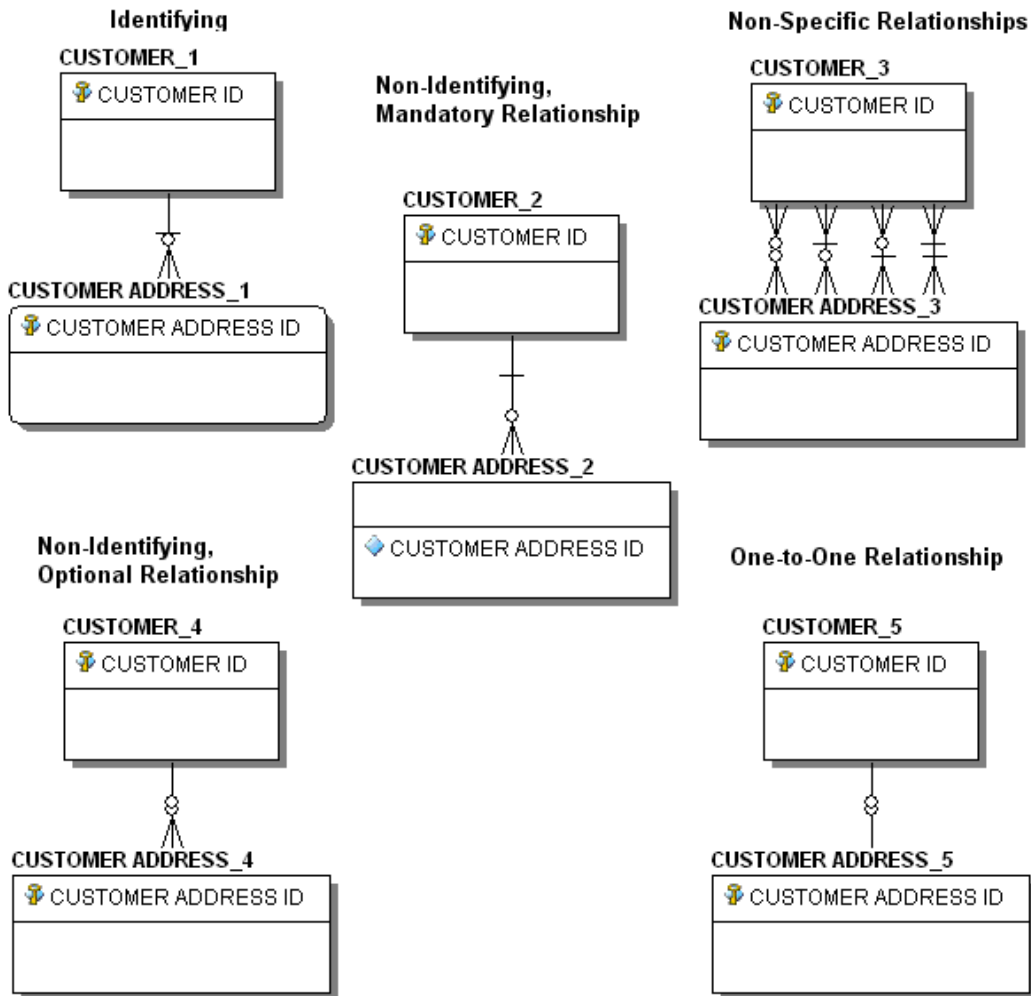 Identifying
CUSTOMER_1
CUSTOMER ID
CUSTOMER ADDRESS_1
CUSTOMER ADDRESS ID
Non-Identifying,
Mandatory Relationship
CUSTOMER_2
CUSTOMER ID
CUSTOMER ADDRESS_2
CUSTOMER ADDRESS ID
Non-Specific Relationships
CUSTOMER_3
CUSTOMER ID
CUSTOMER ADDRESS_3
CUSTOMER ADDRESS ID
Non-Identifying,
Optional Relationship
CUSTOMER_4
CUSTOMER ID
CUSTOMER ADDRESS_4
CUSTOMER ADDRESS ID
One-to-One Relationship
CUSTOMER_5
CUSTOMER ID
CUSTOMER ADDRESS_5
CUSTOMER ADDRESS ID